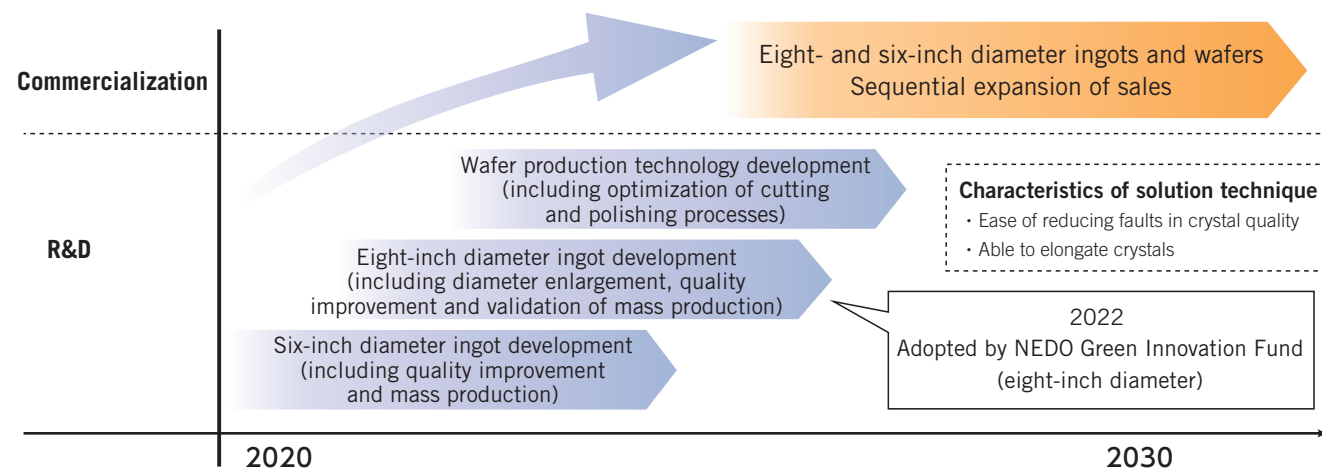 Commercialization
Eight- and six-inch diameter ingots and wafers
Sequential expansion of sales
R&D
Wafer production technology development
(including optimization of cutting
and polishing processes)
Characteristics of solution technique
・Ease of reducing faults in crystal quality
・Able to elongate crystals
Eight-inch diameter ingot development
(including diameter enlargement, quality
improvement and validation of mass production)
2022
Adopted by NEDO Green Innovation Fund
(eight-inch diameter)
Six-inch diameter ingot development
(including quality improvement
and mass production)
2020
2030